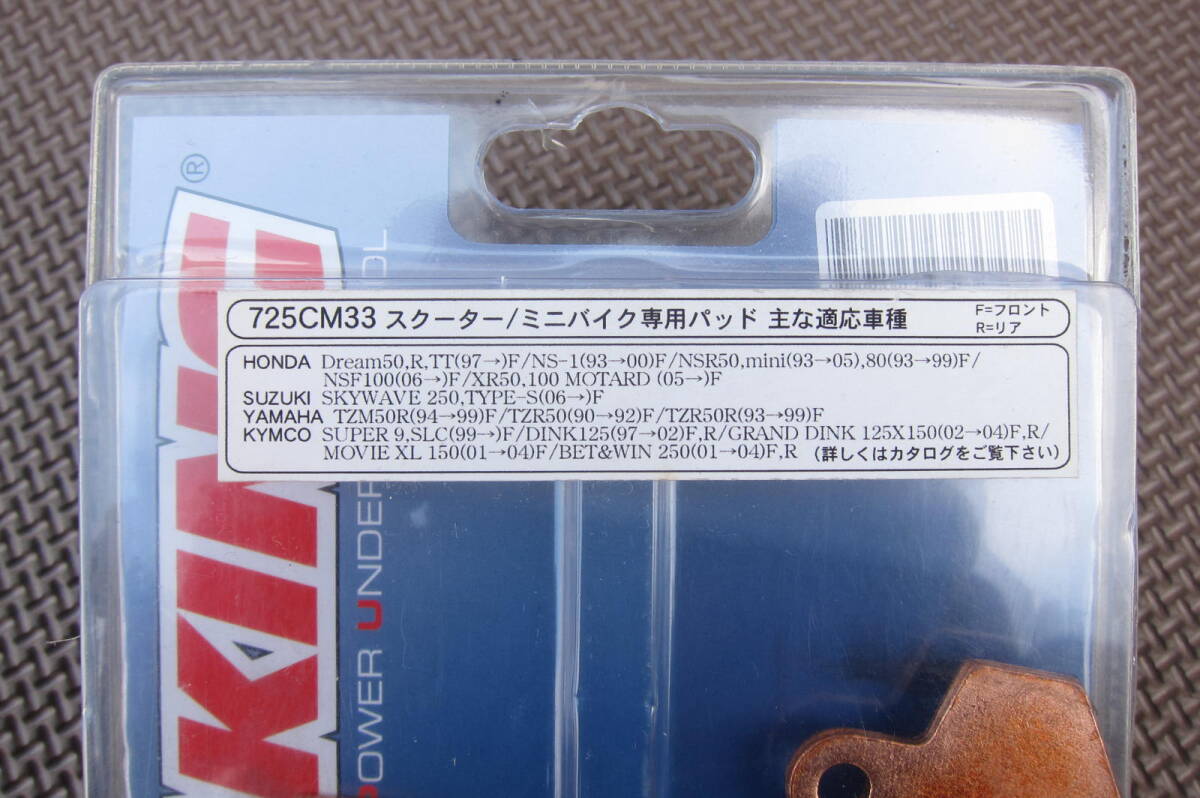 725CM33 スクーター/ミニバイク専用パッド 主な適応車種
F=フロント
R=リア
HONDA Dream50,R,TT(97→)F/NS-1(93→00)F/NSR50,mini(93→05),80(93→99)F/
NSF100(06→)F/XR50,100 MOTARD (05→)F
SUZUKI SKYWAVE 250,TYPE-S(06→)F
YAMAHA TZM50R(94→99)F/TZR50(90→92)F/TZR50R(93→99)F
KYMCO SUPER 9,SLC(99→)F/DINK125(97→02)F,R/GRAND DINK 125X150(02→04)F,R/
MOVIE XL 150(01→04)F/BET&WIN 250(01→04)F,R (詳しくはカタログをご覧下さい)
®
POWER UNDER